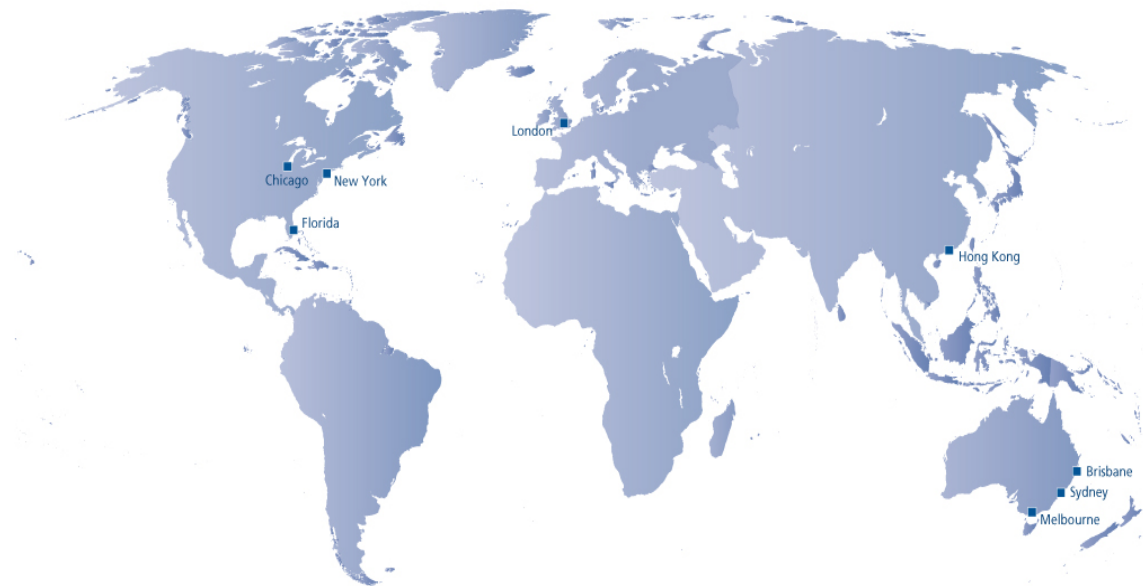 London
Chicago
New York
Florida
Hong Kong
Brisbane
Sydney
Melbourne